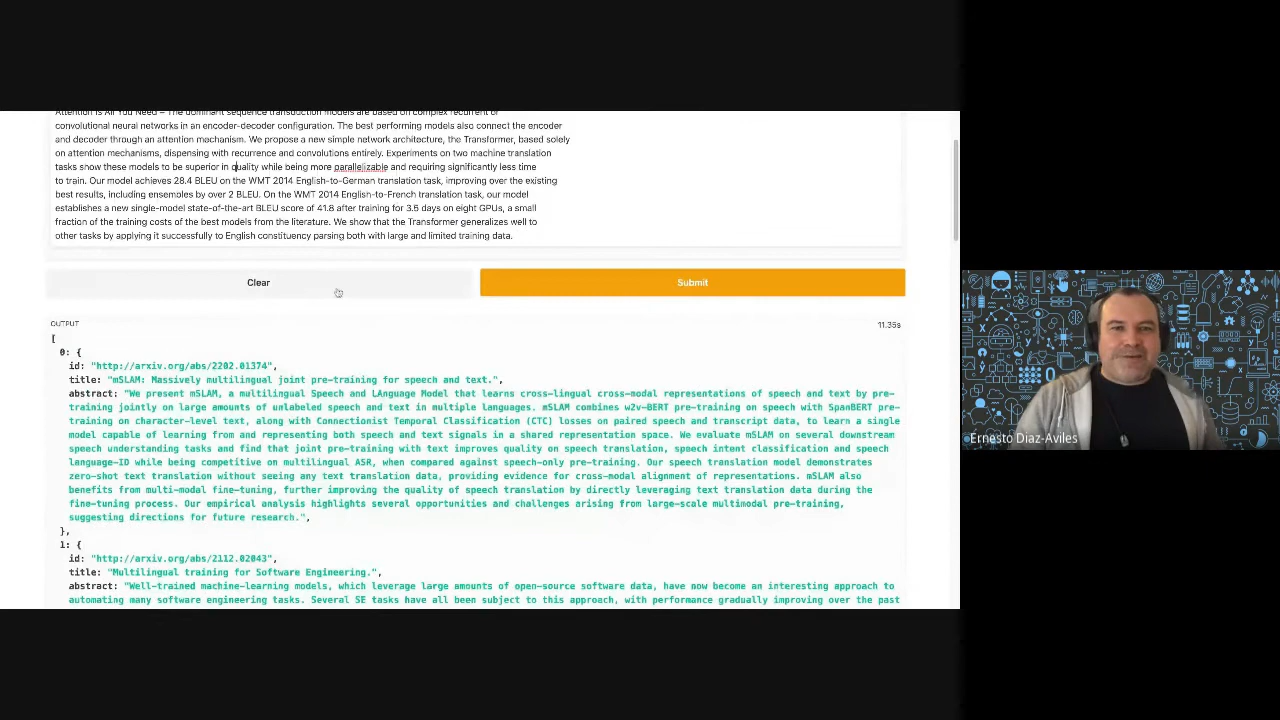 Attention Is All You Need – The dominant sequence transduction models are based on complex recurrent or
convolutional neural networks in an encoder-decoder configuration. The best performing models also connect the encoder
and decoder through an attention mechanism. We propose a new simple network architecture, the Transformer, based solely
on attention mechanisms, dispensing with recurrence and convolutions entirely. Experiments on two machine translation
tasks show these models to be superior in quality while being more parallelizable and requiring significantly less time
to train. Our model achieves 28.4 BLEU on the WMT 2014 English-to-German translation task, improving over the existing
best results, including ensembles by over 2 BLEU. On the WMT 2014 English-to-French translation task, our model
establishes a new single-model state-of-the-art BLEU score of 41.8 after training for 3.5 days on eight GPUs, a small
fraction of the training costs of the best models from the literature. We show that the Transformer generalizes well to
other tasks by applying it successfully to English constituency parsing both with large and limited training data.
Clear
Submit
OUTPUT
11.35s
[
0: {
id: "http://arxiv.org/abs/2202.01374",
title: "mSLAM: Massively multilingual joint pre-training for speech and text.",
abstract: "We present mSLAM, a multilingual Speech and LAnguage Model that learns cross-lingual cross-modal representations of speech and text by pre-
training jointly on large amounts of unlabeled speech and text in multiple languages. mSLAM combines w2v-BERT pre-training on speech with SpanBERT pre-
training on character-level text, along with Connectionist Temporal Classification (CTC) losses on paired speech and transcript data, to learn a single
model capable of learning from and representing both speech and text signals in a shared representation space. We evaluate mSLAM on several downstream
speech understanding tasks and find that joint pre-training with text improves quality on speech translation, speech intent classification and speech
language-ID while being competitive on multilingual ASR, when compared against speech-only pre-training. Our speech translation model demonstrates
zero-shot text translation without seeing any text translation data, providing evidence for cross-modal alignment of representations. mSLAM also
benefits from multi-modal fine-tuning, further improving the quality of speech translation by directly leveraging text translation data during the
fine-tuning process. Our empirical analysis highlights several opportunities and challenges arising from large-scale multimodal pre-training,
suggesting directions for future research.",
},
1: {
id: "http://arxiv.org/abs/2112.02043",
title: "Multilingual training for Software Engineering.",
abstract: "Well-trained machine-learning models, which leverage large amounts of open-source software data, have now become an interesting approach to
automating many software engineering tasks. Several SE tasks have all been subject to this approach, with performance gradually improving over the past
Ernesto Diaz-Aviles